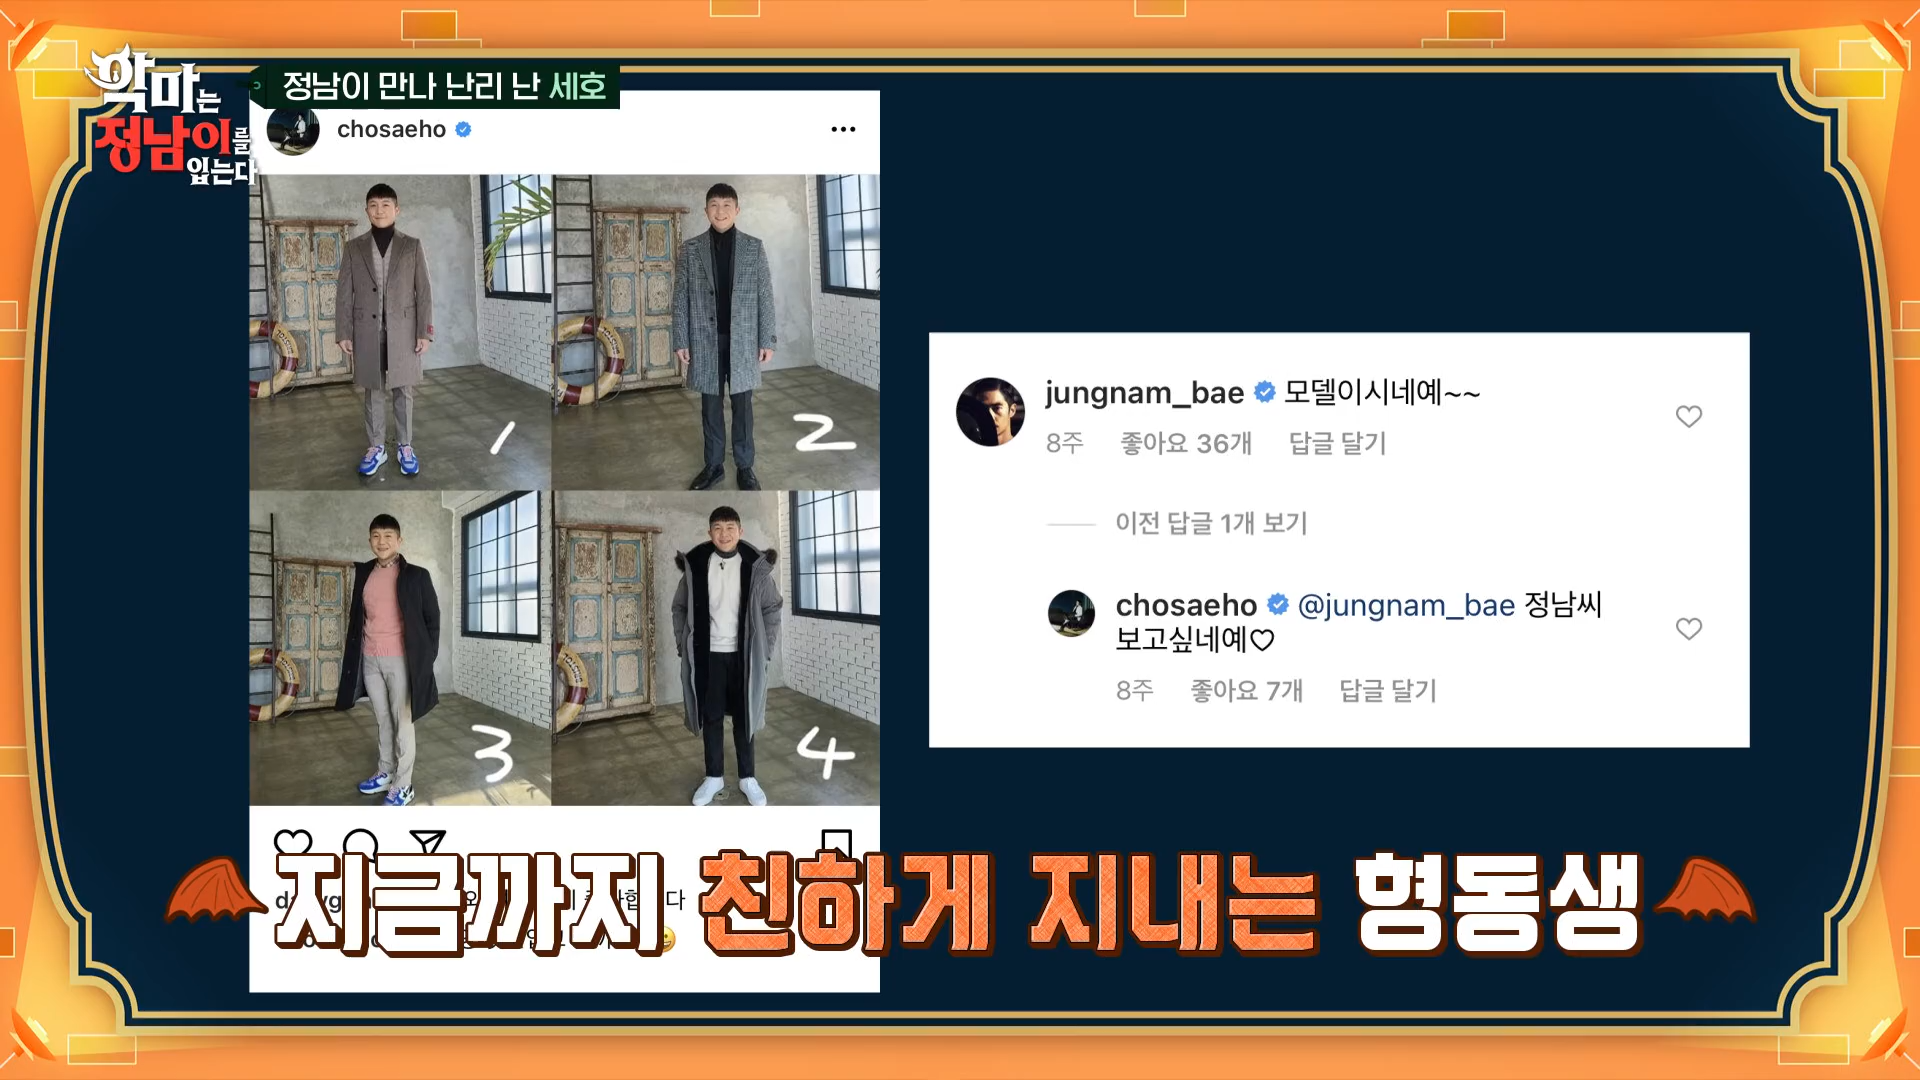 악마는
정남이를
입는다
정남이 만나 난리 난 세호
chosaeho
1
2
3
4
jungnam_bae 모델이시네예~~
8주 좋아요 36개 답글 달기
이전 답글 1개 보기
chosaeho @jungnam_bae 정남씨
보고싶네예♡
8주 좋아요 7개 답글 달기
지금까지 친하게 지내는 형동생